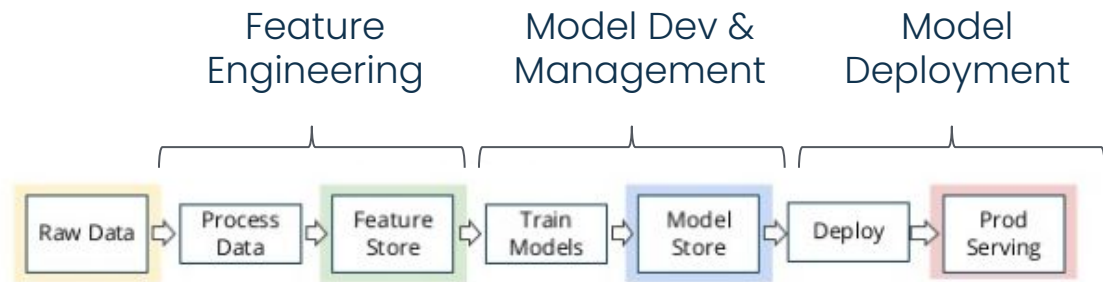 Feature
Engineering
Model Dev &
Management
Model
Deployment
Raw Data
Process
Data
Feature
Store
Train
Models
Model
Store
Deploy
Prod
Serving